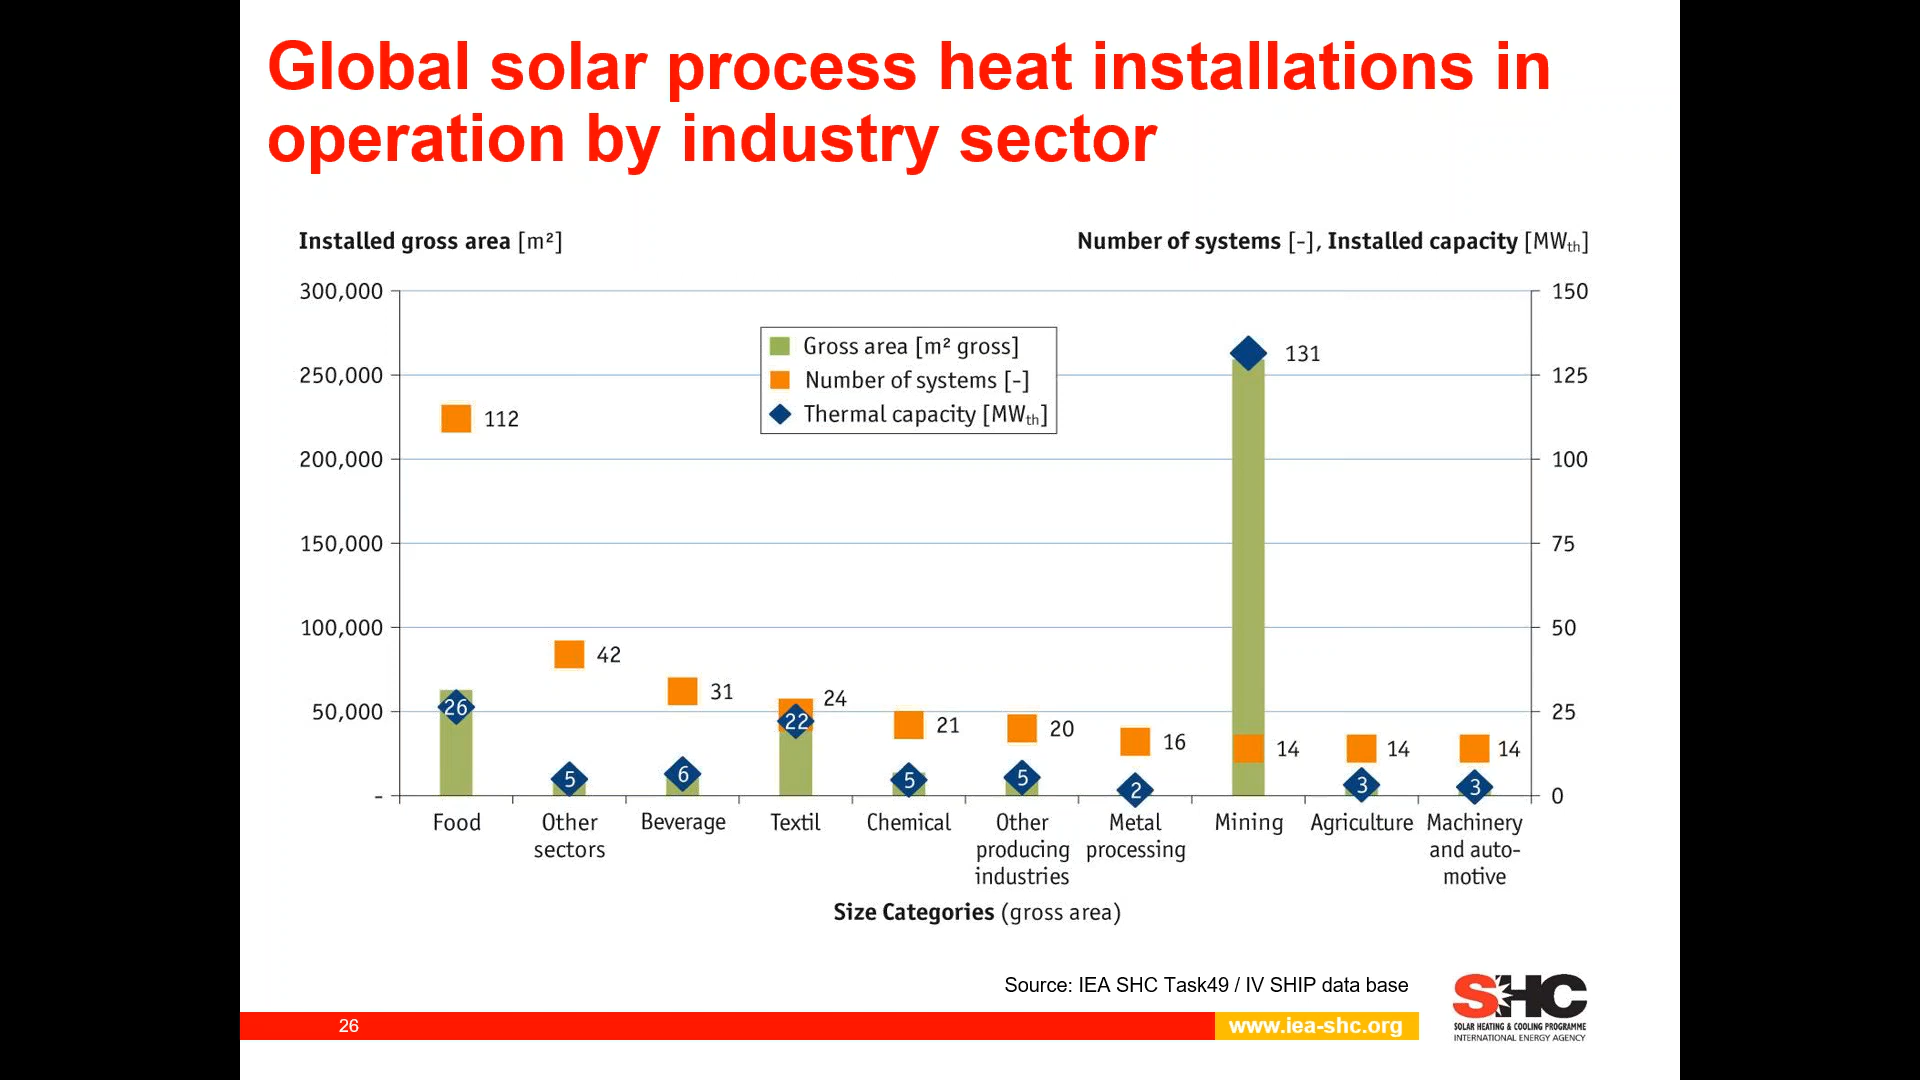 Global solar process heat installations in
operation by industry sector
Installed gross area [m²]
Number of systems [-], Installed capacity [MWth]
300,000
250,000
200,000
150,000
100,000
50,000
-
150
125
100
75
50
25
0
Gross area [m² gross]
Number of systems [-]
Thermal capacity [MWth]
112
26
42
5
31
6
24
22
21
5
20
5
16
2
131
14
14
3
14
3
Food
Other
sectors
Beverage
Textil
Chemical
Other
producing
industries
Metal
processing
Mining
Agriculture
Machinery
and auto-
motive
Size Categories (gross area)
Source: IEA SHC Task49 / IV SHIP data base
26
www.iea-shc.org
SHC
SOLAR HEATING & COOLING PROGRAMME
INTERNATIONAL ENERGY AGENCY